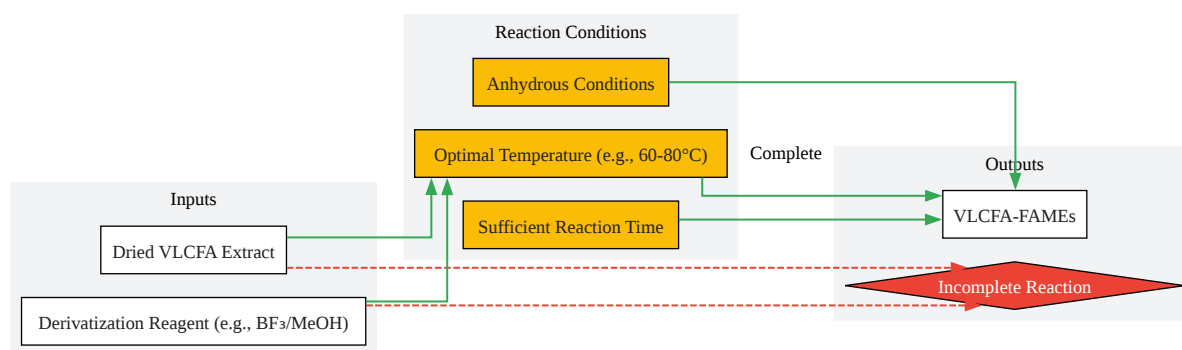 Reaction Conditions
Anhydrous Conditions
Optimal Temperature (e.g., 60-80°C)
Sufficient Reaction Time
Complete
Inputs
Dried VLCFA Extract
Derivatization Reagent (e.g., BF₃/MeOH)
Outputs
VLCFA-FAMEs
Incomplete Reaction